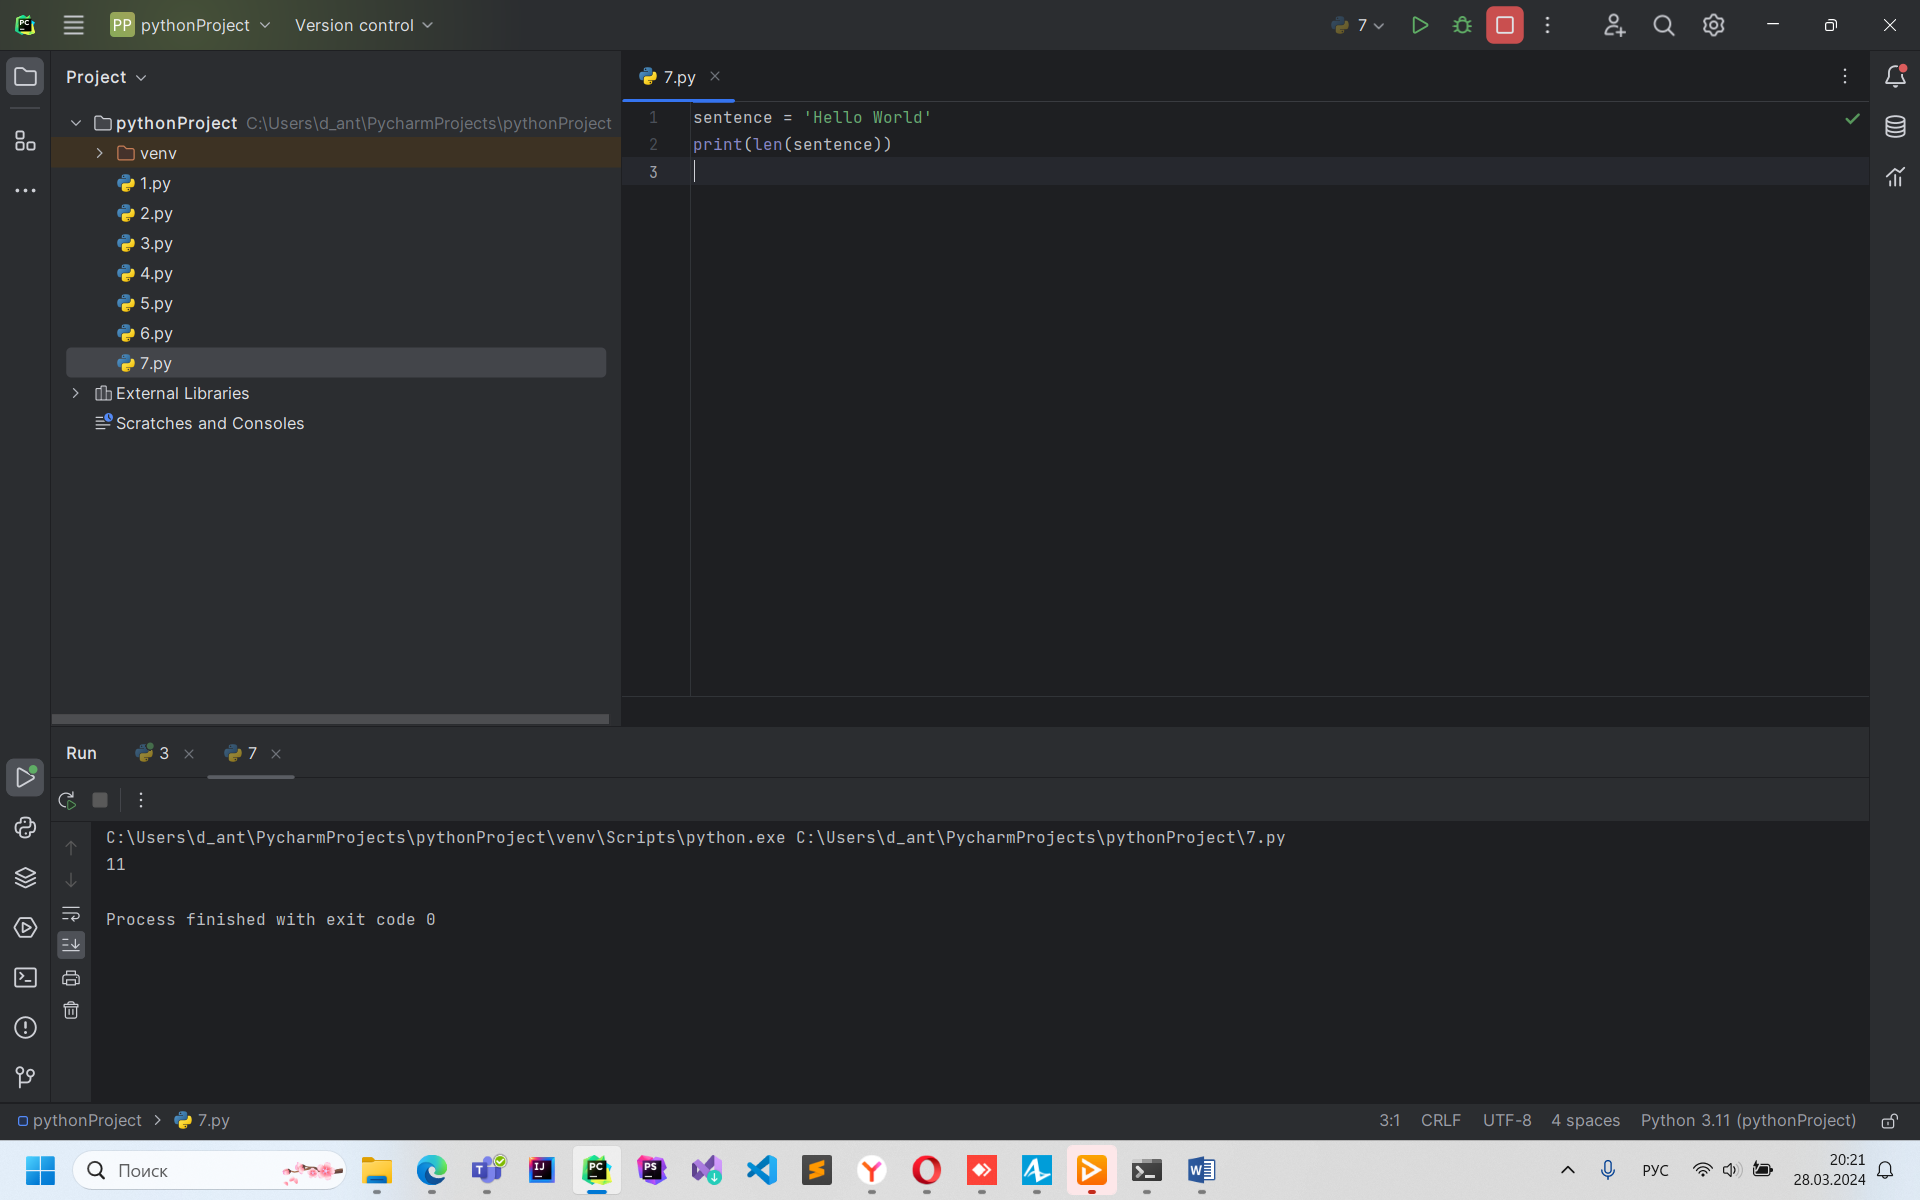 PP pythonProject Version control 7
Project
7.py
pythonProject C:\Users\d_ant\PycharmProjects\pythonProject
venv
1.py
2.py
3.py
4.py
5.py
6.py
7.py
External Libraries
Scratches and Consoles
1 sentence = 'Hello World'
2 print(len(sentence))
3
Run 3 7
C:\Users\d_ant\PycharmProjects\pythonProject\venv\Scripts\python.exe C:\Users\d_ant\PycharmProjects\pythonProject\7.py
11
Process finished with exit code 0
pythonProject 7.py 3:1 CRLF UTF-8 4 spaces Python 3.11 (pythonProject)
Поиск
РУС
20:21
28.03.2024